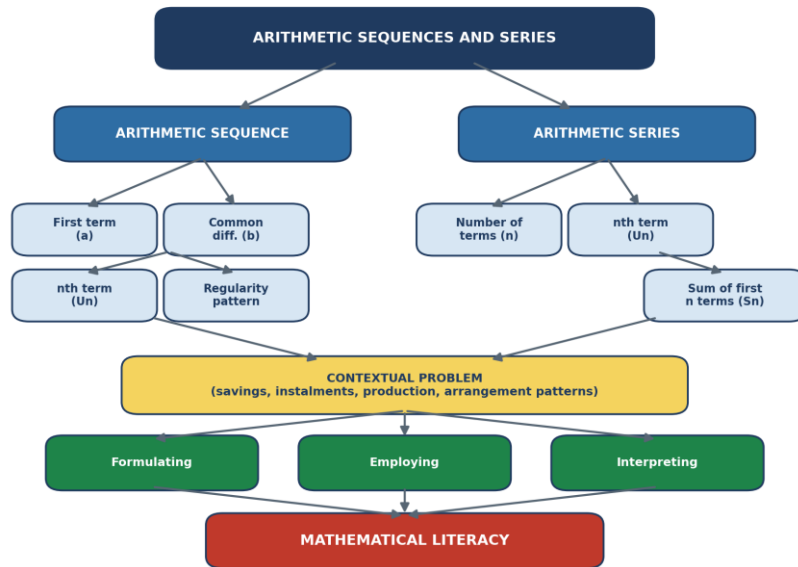 ARITHMETIC SEQUENCES AND SERIES
ARITHMETIC SEQUENCE
ARITHMETIC SERIES
First term
(a)
Common
diff. (b)
Number of
terms (n)
nth term
(Un)
nth term
(Un)
Regularity
pattern
Sum of first
n terms (Sn)
CONTEXTUAL PROBLEM
(savings, instalments, production, arrangement patterns)
Formulating
Employing
Interpreting
MATHEMATICAL LITERACY